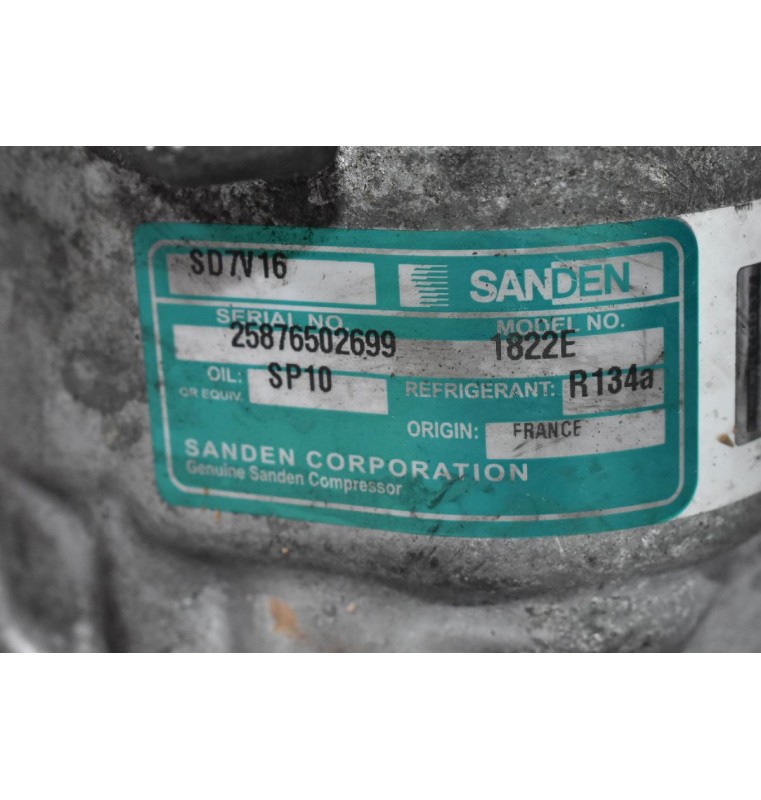 SD7V16 SANDEN
SERIAL NO. MODEL NO.
25876502699 1822E
OIL: SP10 REFRIGERANT: R134a
OR EQUIV.
ORIGIN: FRANCE
SANDEN CORPORATION
Genuine Sanden Compressor